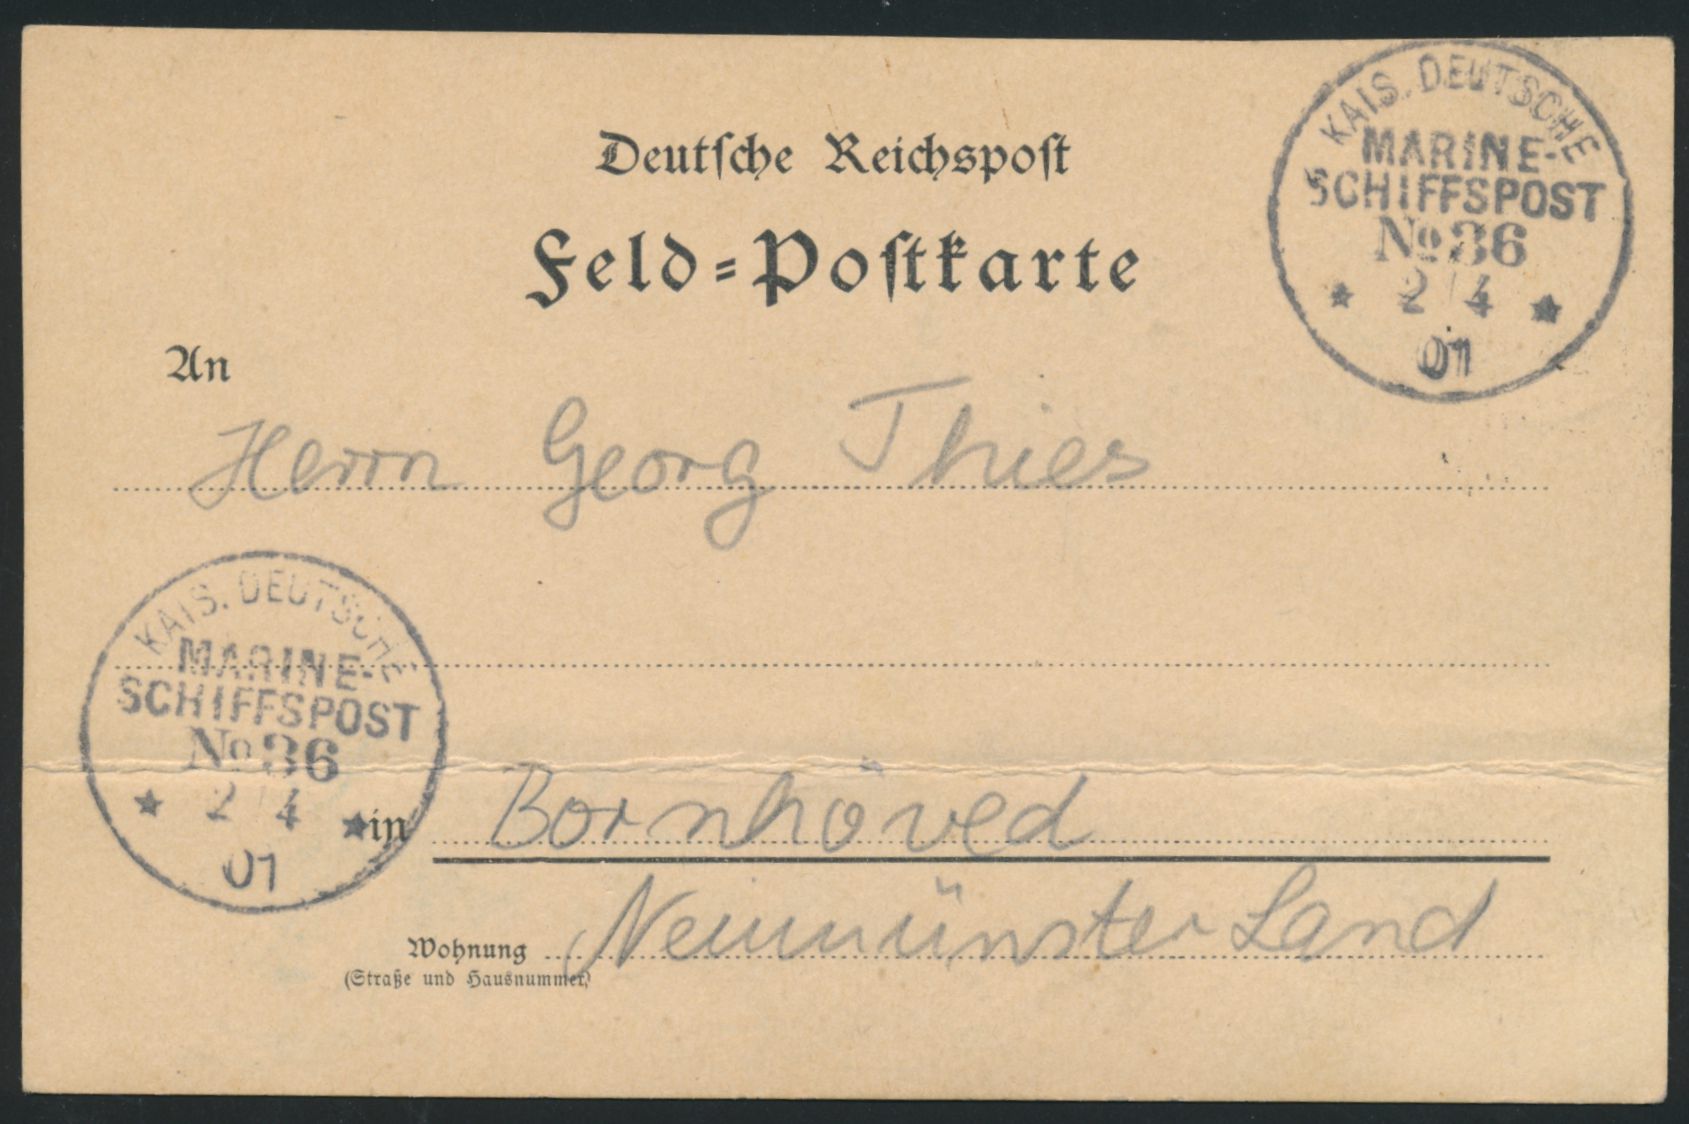 Deutsche Reichspost
Feld-Postkarte
KAIS. DEUTSCHE
MARINE-
SCHIFFSPOST
No 36
* 2/4 *
01
An
Herrn Georg Thies
KAIS. DEUTSCHE
MARINE-
SCHIFFSPOST
No 36
* 2/4 *
01
in Bornhöved
Wohnung Neumünster Land
(Straße und Hausnummer)